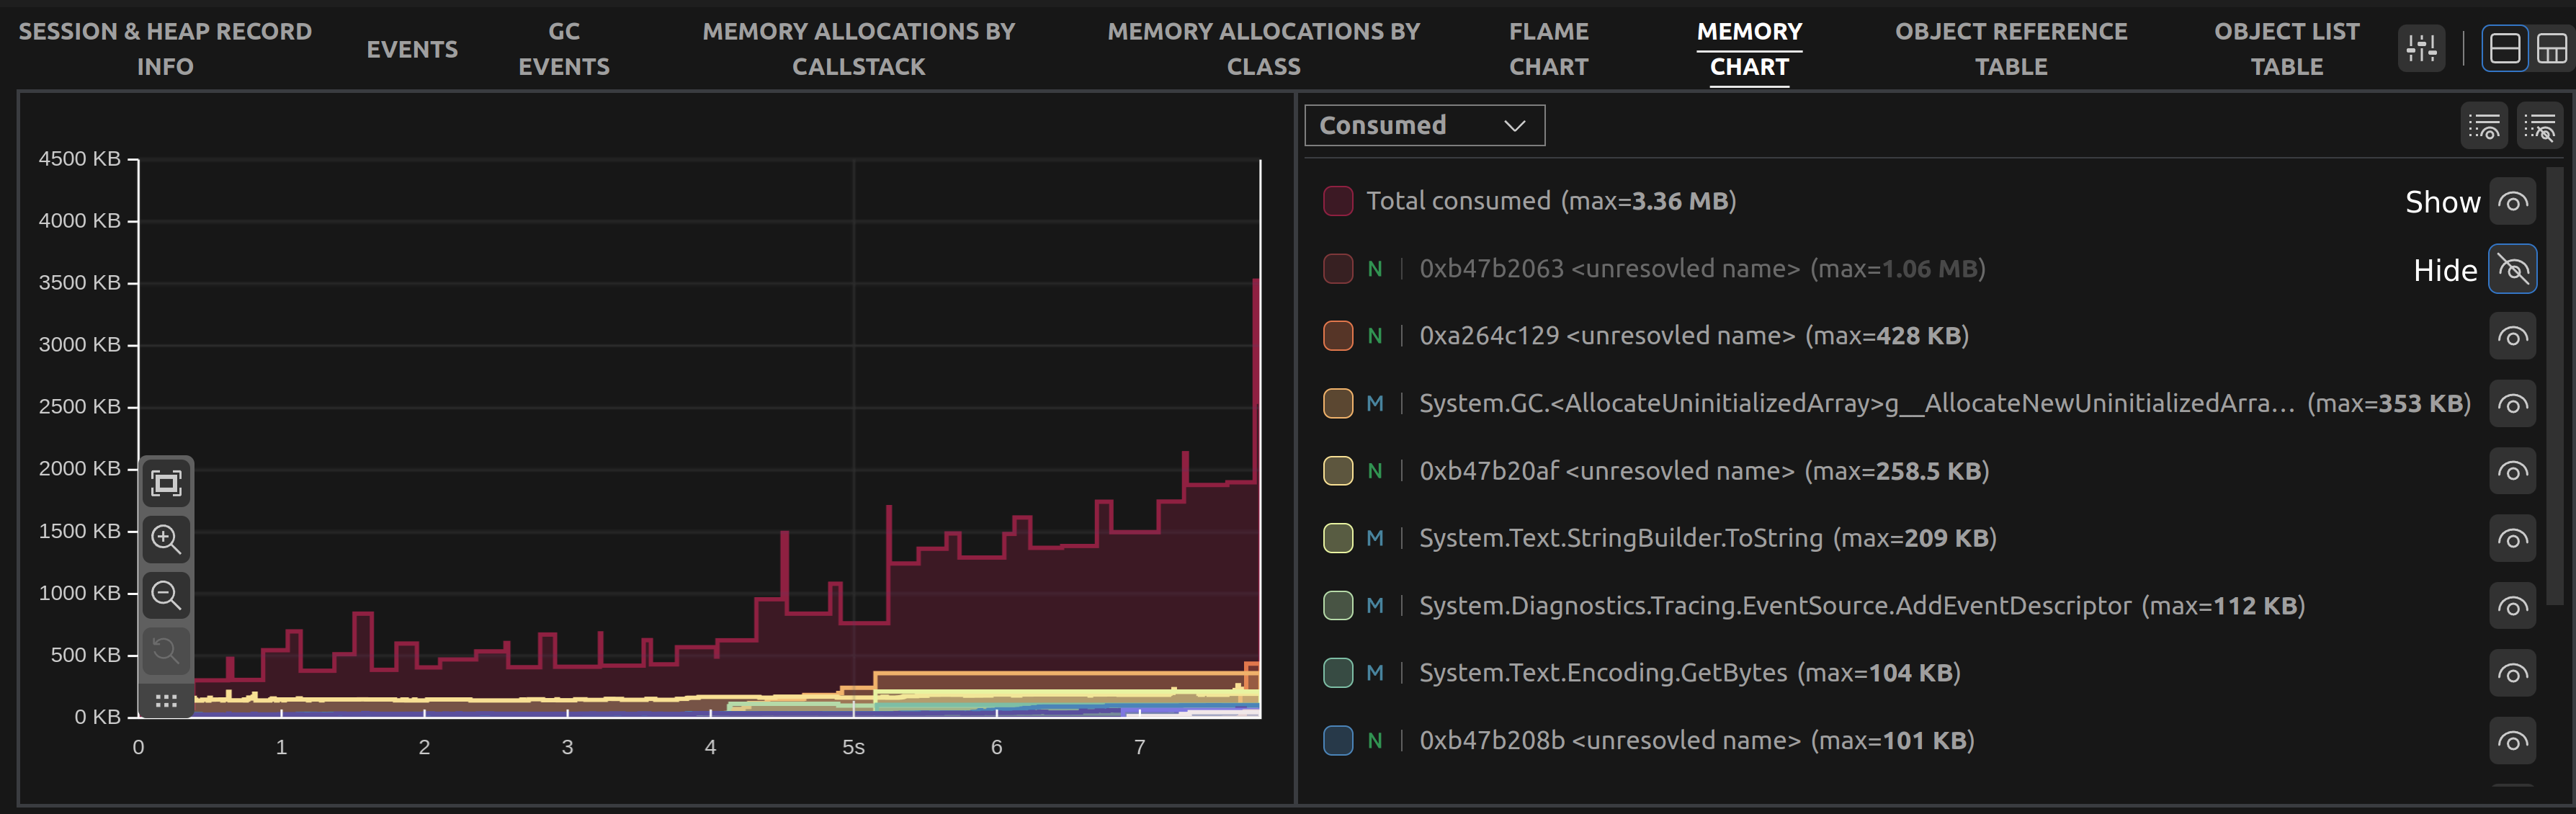 SESSION & HEAP RECORD INFO
EVENTS
GC EVENTS
MEMORY ALLOCATIONS BY CALLSTACK
MEMORY ALLOCATIONS BY CLASS
FLAME CHART
MEMORY CHART
OBJECT REFERENCE TABLE
OBJECT LIST TABLE
4500 KB
4000 KB
3500 KB
3000 KB
2500 KB
2000 KB
1500 KB
1000 KB
500 KB
0 KB
0 1 2 3 4 5s 6 7
Consumed
Total consumed (max=3.36 MB) Show
N | 0xb47b2063 <unresovled name> (max=1.06 MB) Hide
N | 0xa264c129 <unresovled name> (max=428 KB)
M | System.GC.<AllocateUninitializedArray>g__AllocateNewUninitializedArra... (max=353 KB)
N | 0xb47b20af <unresovled name> (max=258.5 KB)
M | System.Text.StringBuilder.ToString (max=209 KB)
M | System.Diagnostics.Tracing.EventSource.AddEventDescriptor (max=112 KB)
M | System.Text.Encoding.GetBytes (max=104 KB)
N | 0xb47b208b <unresovled name> (max=101 KB)